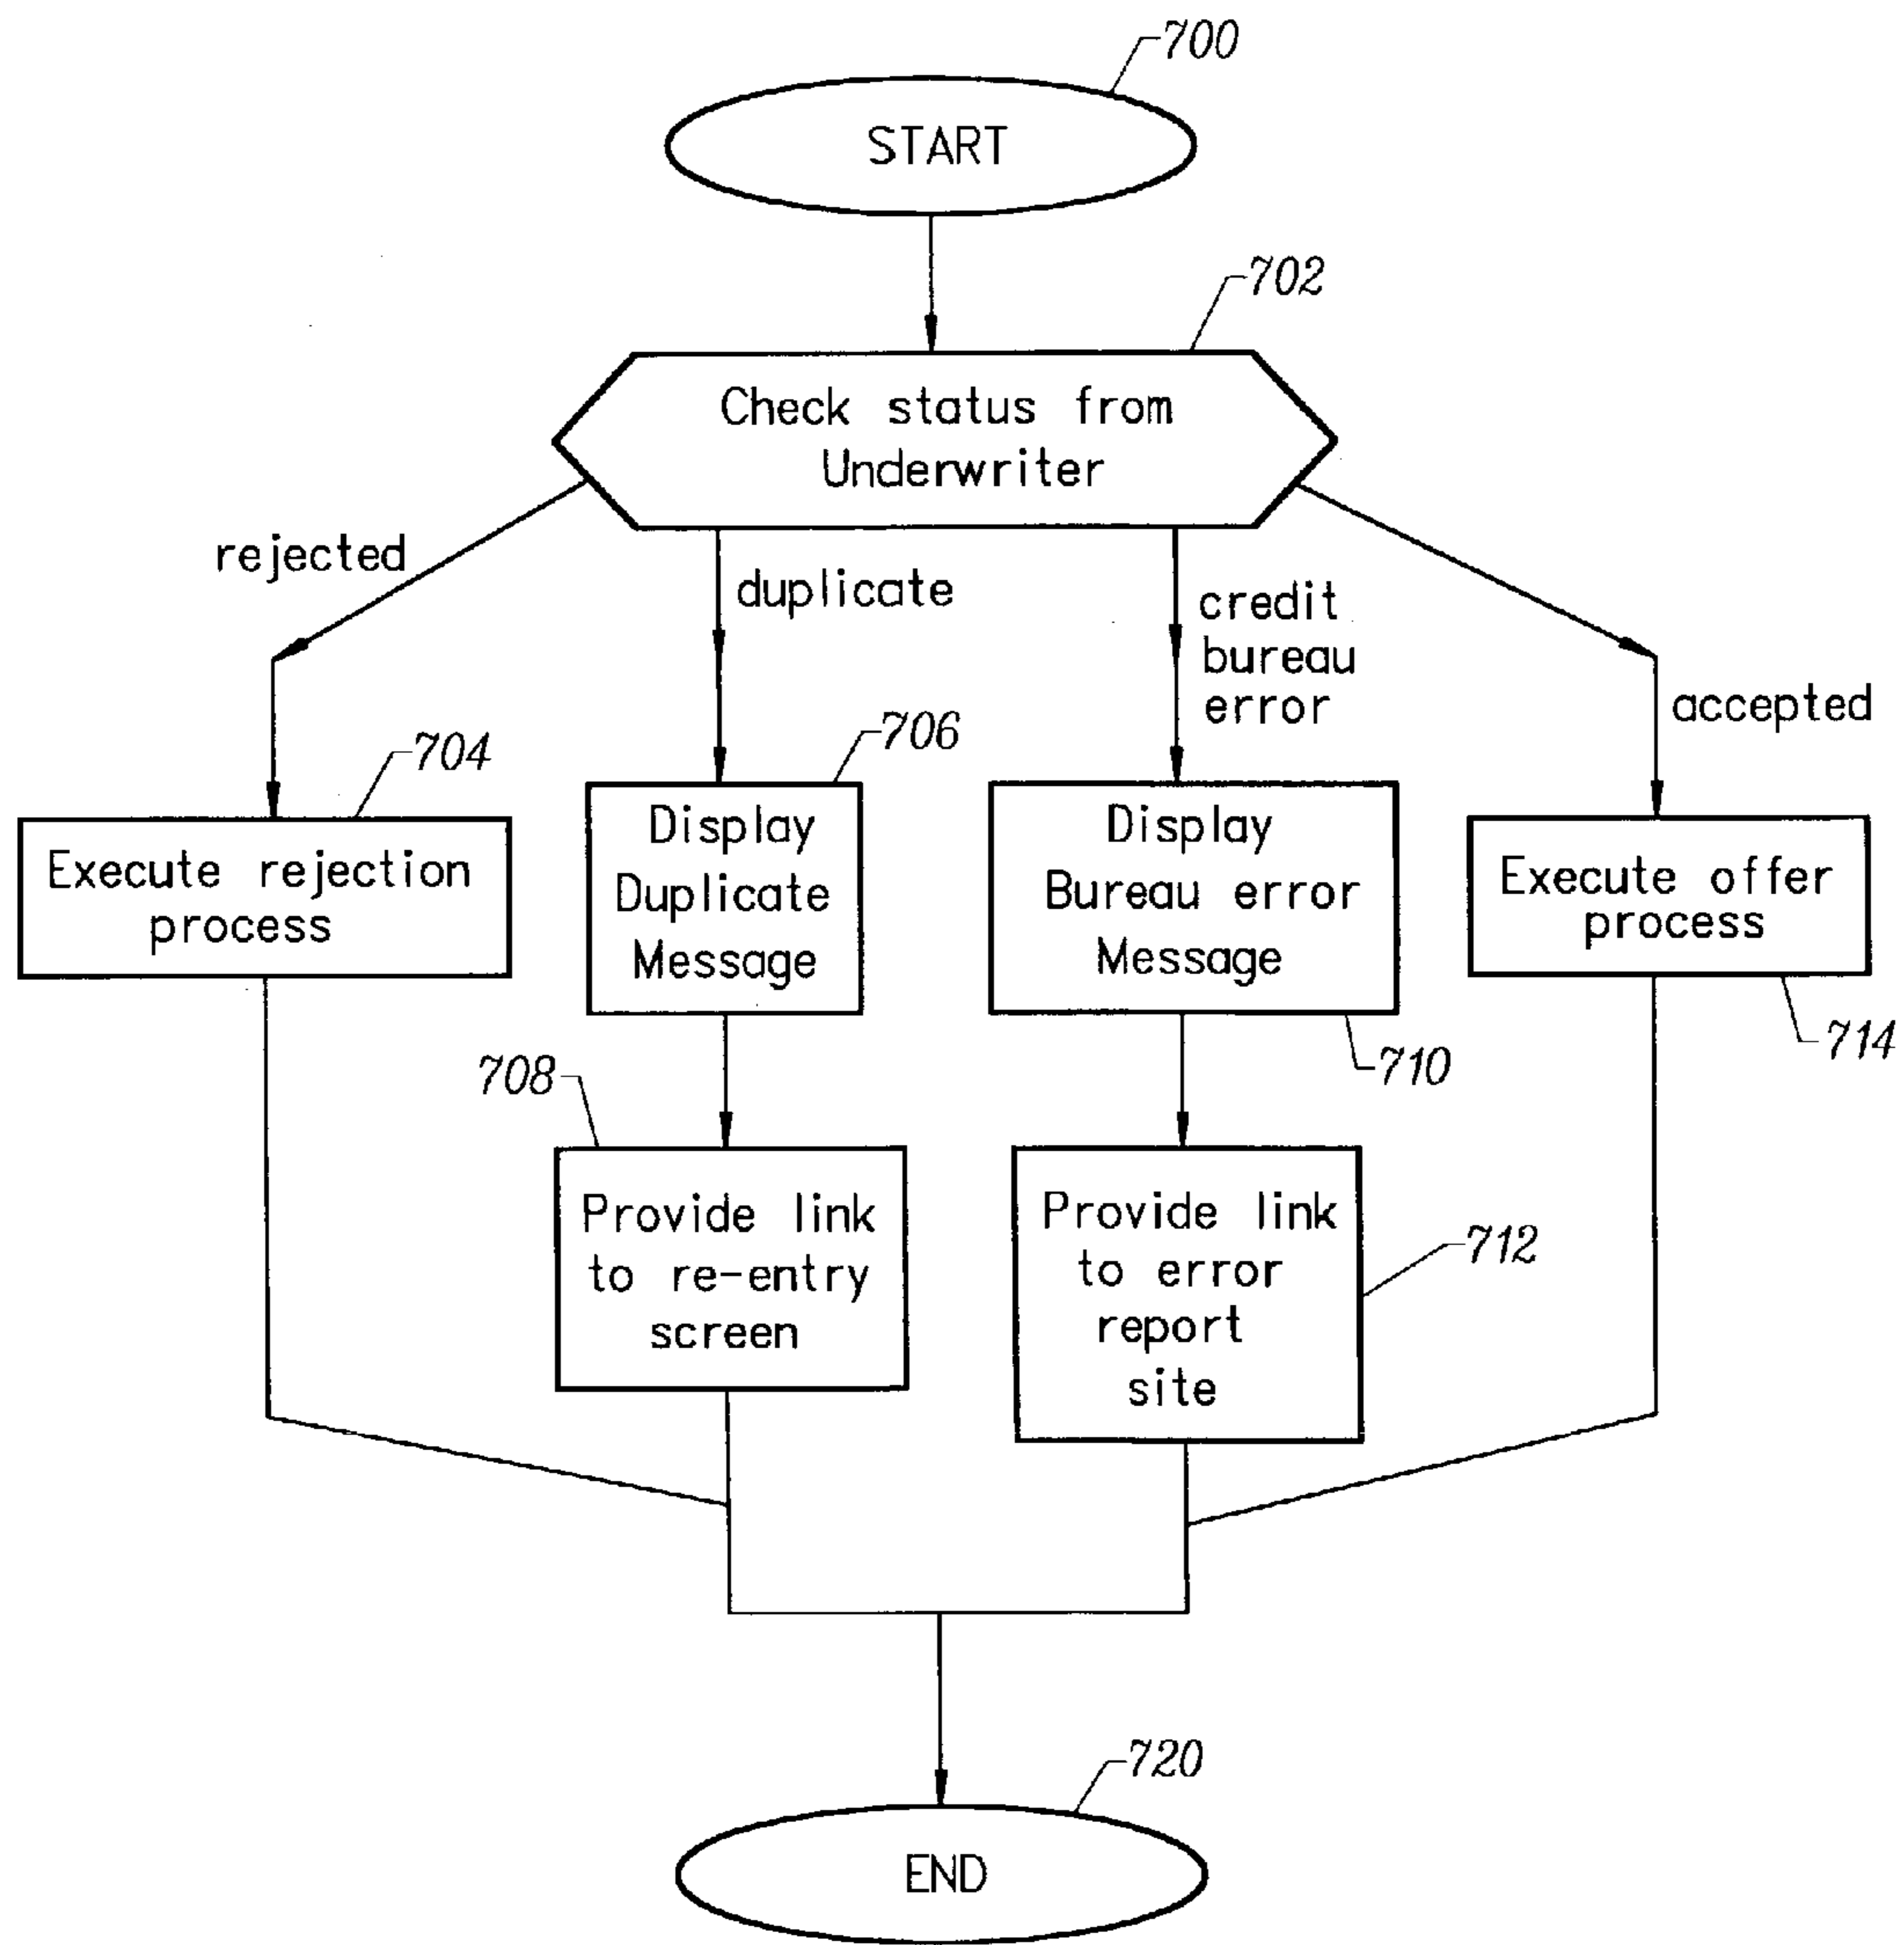 700
START
702
Check status from
Underwriter
rejected
duplicate
credit
bureau
error
accepted
704
Execute rejection
process
706
Display
Duplicate
Message
Display
Bureau error
Message
710
Execute offer
process
714
708
Provide link
to re-entry
screen
Provide link
to error
report
site
712
720
END